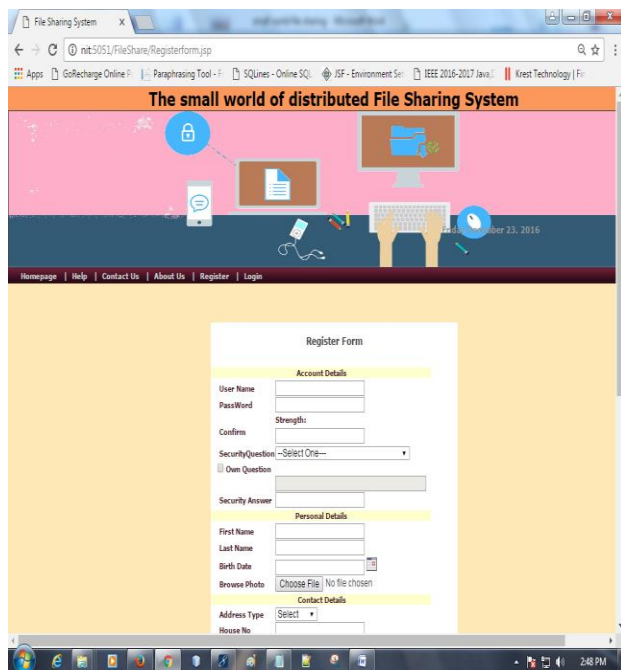 File Sharing System
nit:5051/FileShare/Registerform.jsp
Apps GoRecharge Online Paraphrasing Tool - F SQLines - Online SQL JSF - Environment Set IEEE 2016-2017 Java Krest Technology | Fin
The small world of distributed File Sharing System
ber 23, 2016
Homepage | Help | Contact Us | About Us | Register | Login
Register Form
Account Details
User Name
PassWord
Strength:
Confirm
SecurityQuestion --Select One---
Own Question
Security Answer
Personal Details
First Name
Last Name
Birth Date
Browse Photo Choose File No file chosen
Contact Details
Address Type Select
House No
2:48 PM